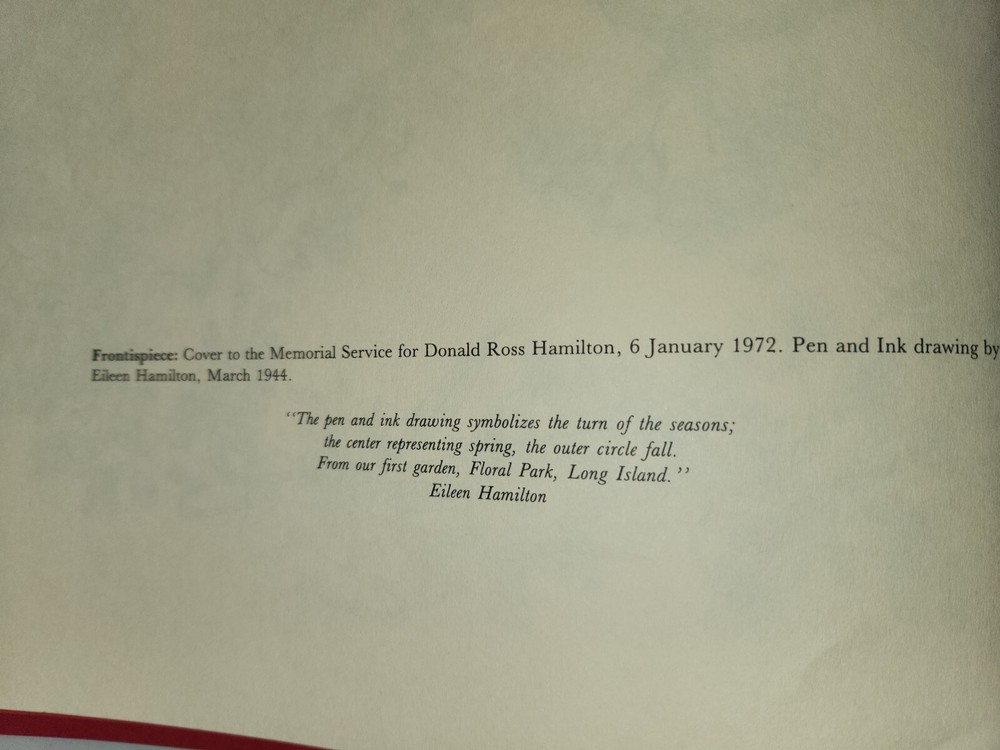 Frontispiece: Cover to the Memorial Service for Donald Ross Hamilton, 6 January 1972. Pen and Ink drawing by
Eileen Hamilton, March 1944.
“The pen and ink drawing symbolizes the turn of the seasons;
the center representing spring, the outer circle fall.
From our first garden, Floral Park, Long Island.”
Eileen Hamilton